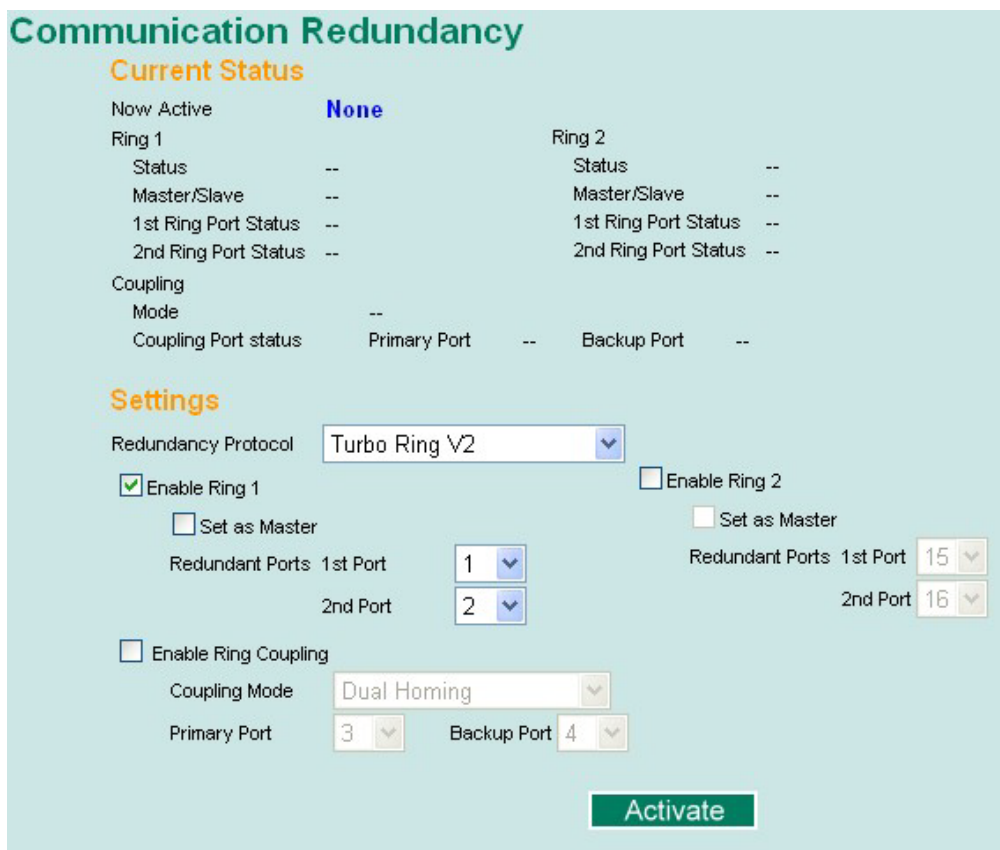 Communication Redundancy
Current Status
Now Active None
Ring 1 Ring 2
Status -- Status --
Master/Slave -- Master/Slave --
1st Ring Port Status -- 1st Ring Port Status --
2nd Ring Port Status -- 2nd Ring Port Status --
Coupling
Mode --
Coupling Port status Primary Port -- Backup Port --
Settings
Redundancy Protocol Turbo Ring V2
Enable Ring 1 Enable Ring 2
Set as Master Set as Master
Redundant Ports 1st Port 1 Redundant Ports 1st Port 15
2nd Port 2 2nd Port 16
Enable Ring Coupling
Coupling Mode Dual Homing
Primary Port 3 Backup Port 4
Activate